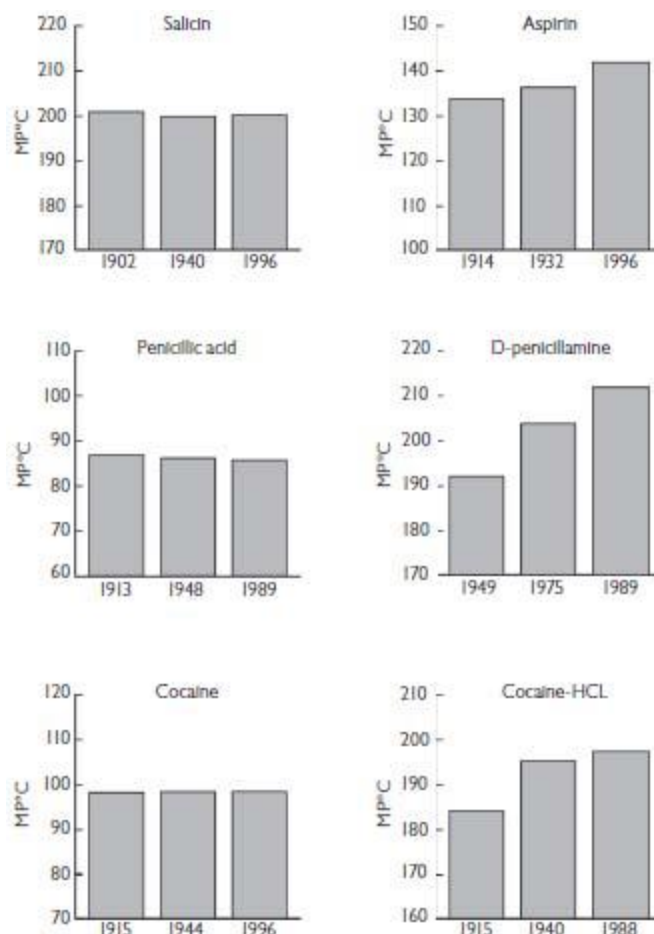 Salicin
220
210
200
190
180
170
MP°C
1902 1940 1996
Aspirin
150
140
130
120
110
100
MP°C
1914 1932 1996
Penicillic acid
110
100
90
80
70
60
MP°C
1913 1948 1989
D-penicillamine
220
210
200
190
180
170
MP°C
1949 1975 1989
Cocaine
120
110
100
90
80
70
MP°C
1915 1944 1996
Cocaine-HCL
210
200
190
180
170
160
MP°C
1915 1940 1988